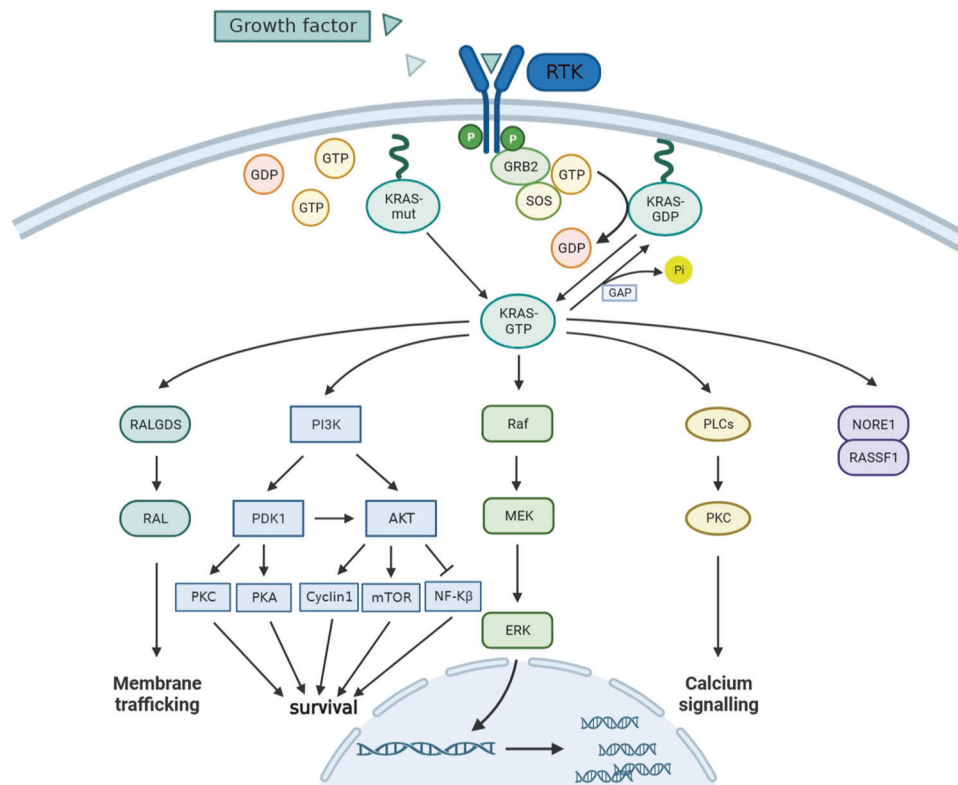 Growth factor
RTK
P
P
GTP
GDP
GTP
GRB2
GTP
SOS
KRAS-
mut
KRAS-
GDP
GDP
Pi
GAP
KRAS-
GTP
RALGDS
PI3K
Raf
PLCs
NORE1
RASSF1
RAL
PDK1
AKT
MEK
PKC
PKC
PKA
Cyclin1
mTOR
NF-Kβ
ERK
Membrane
trafficking
survival
Calcium
signalling